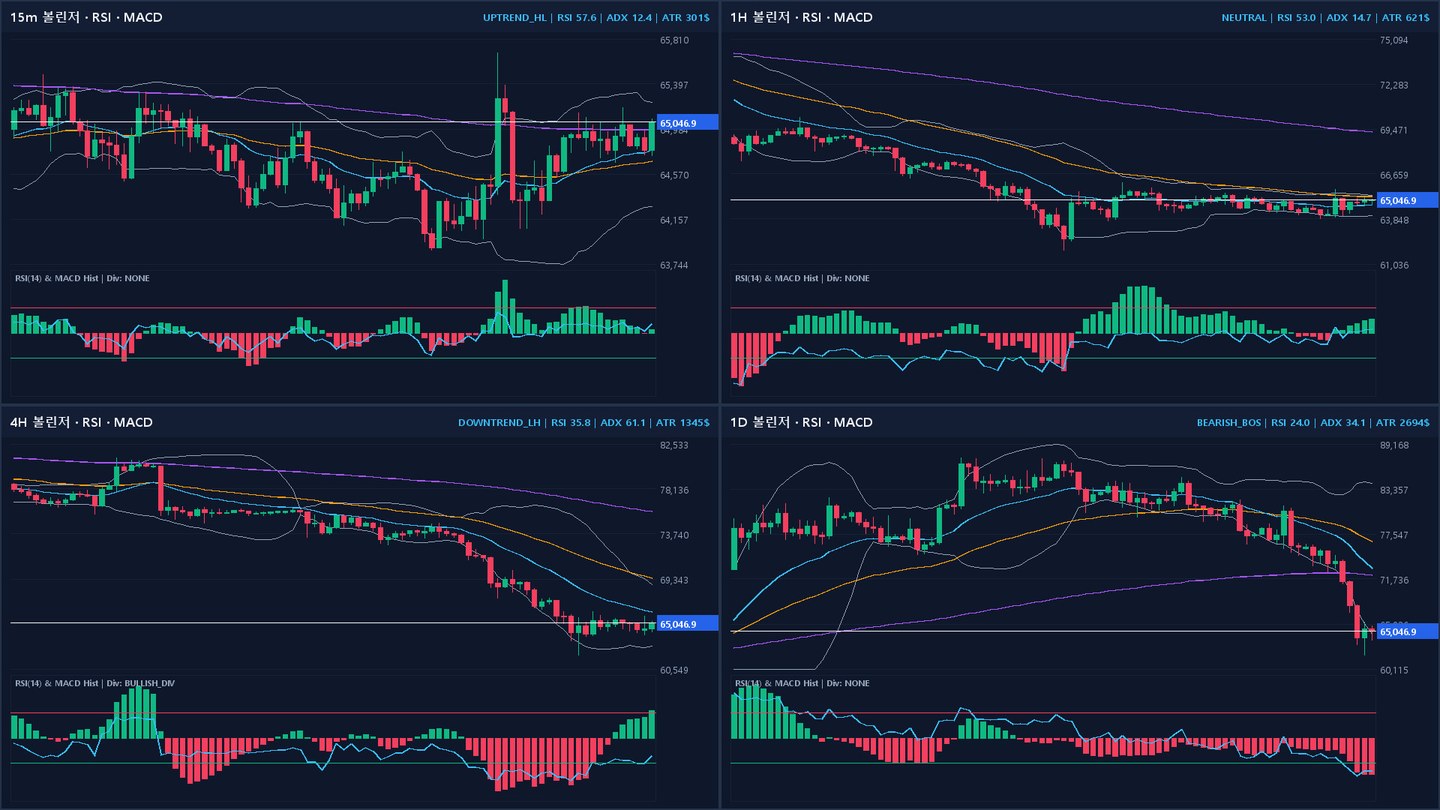 15m 볼린저 · RSI · MACD
UPTREND_HL | RSI 57.6 | ADX 12.4 | ATR 301$
65,810
65,397
65,046.9
64,570
64,157
63,744
RSI(14) & MACD Hist | Div: NONE
1H 볼린저 · RSI · MACD
NEUTRAL | RSI 53.0 | ADX 14.7 | ATR 621$
75,094
72,283
69,471
66,659
65,046.9
63,848
61,036
RSI(14) & MACD Hist | Div: NONE
4H 볼린저 · RSI · MACD
DOWNTREND_LH | RSI 35.8 | ADX 61.1 | ATR 1345$
82,533
78,136
73,740
69,343
65,046.9
60,549
RSI(14) & MACD Hist | Div: BULLISH_DIV
1D 볼린저 · RSI · MACD
BEARISH_BOS | RSI 24.0 | ADX 34.1 | ATR 2694$
89,168
83,357
77,547
71,736
65,046.9
60,115
RSI(14) & MACD Hist | Div: NONE